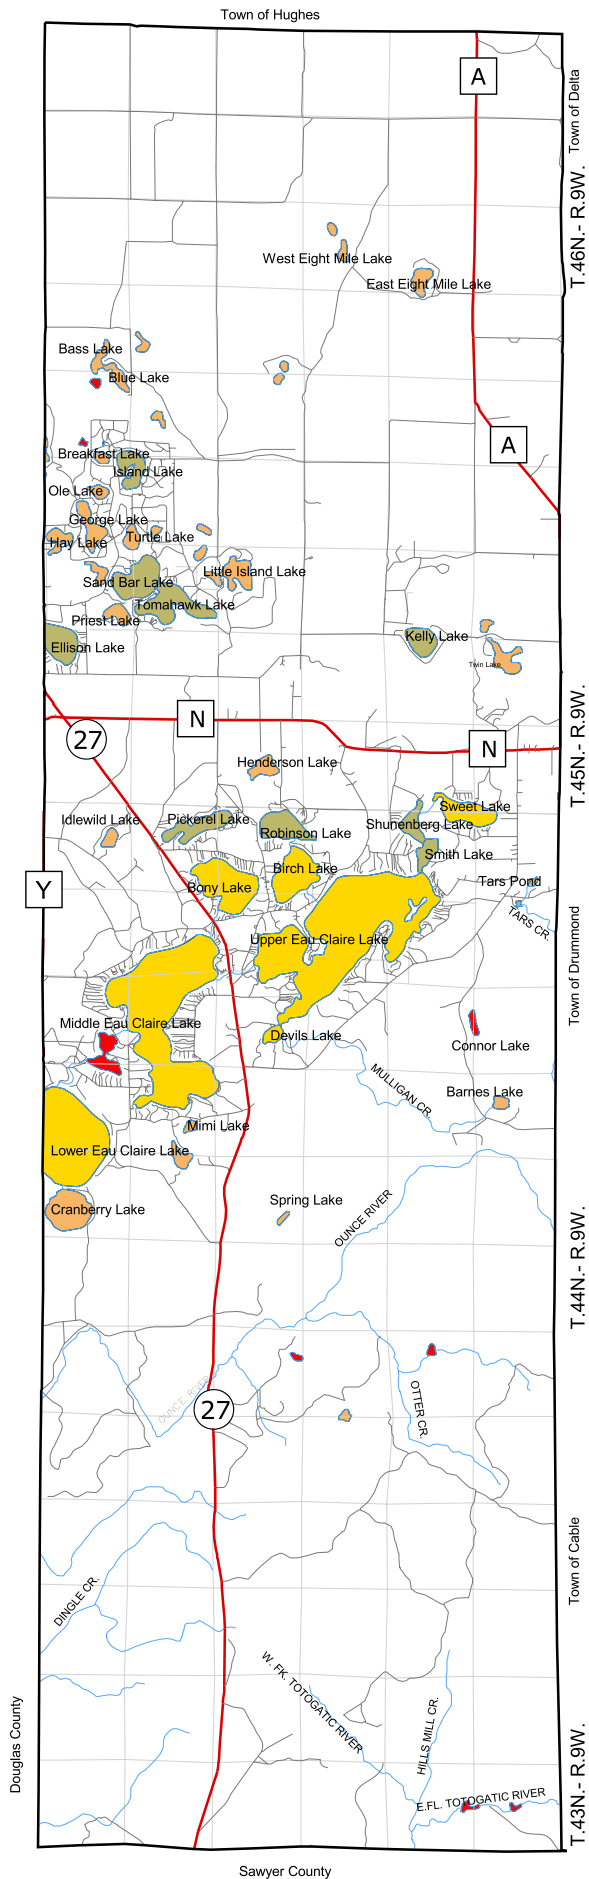 Town of Hughes
A
Town of Delta
T.46N.- R.9W.
West Eight Mile Lake
East Eight Mile Lake
Bass Lake
Blue Lake
A
Breakfast Lake
Island Lake
Ole Lake
George Lake
Hay Lake
Turtle Lake
Little Island Lake
Sand Bar Lake
Tomahawk Lake
Priest Lake
Kelly Lake
Ellison Lake
Twin Lake
T.45N.- R.9W.
N
27
N
Henderson Lake
Sweet Lake
Idlewild Lake
Pickerel Lake
Shunenberg Lake
Robinson Lake
Smith Lake
Birch Lake
Tars Pond
Bony Lake
Y
TARS CR.
Upper Eau Claire Lake
Town of Drummond
Middle Eau Claire Lake
Devils Lake
Connor Lake
MULLIGAN CR.
Barnes Lake
Mimi Lake
Lower Eau Claire Lake
Spring Lake
Cranberry Lake
OUNCE RIVER
T.44N.- R.9W.
OUNCE RIVER
27
OTTER CR.
Town of Cable
DINGLE CR.
W. FK. TOTOGATIC RIVER
HILLS MILL CR.
Douglas County
T.43N.- R.9W.
E.FL. TOTOGATIC RIVER
Sawyer County